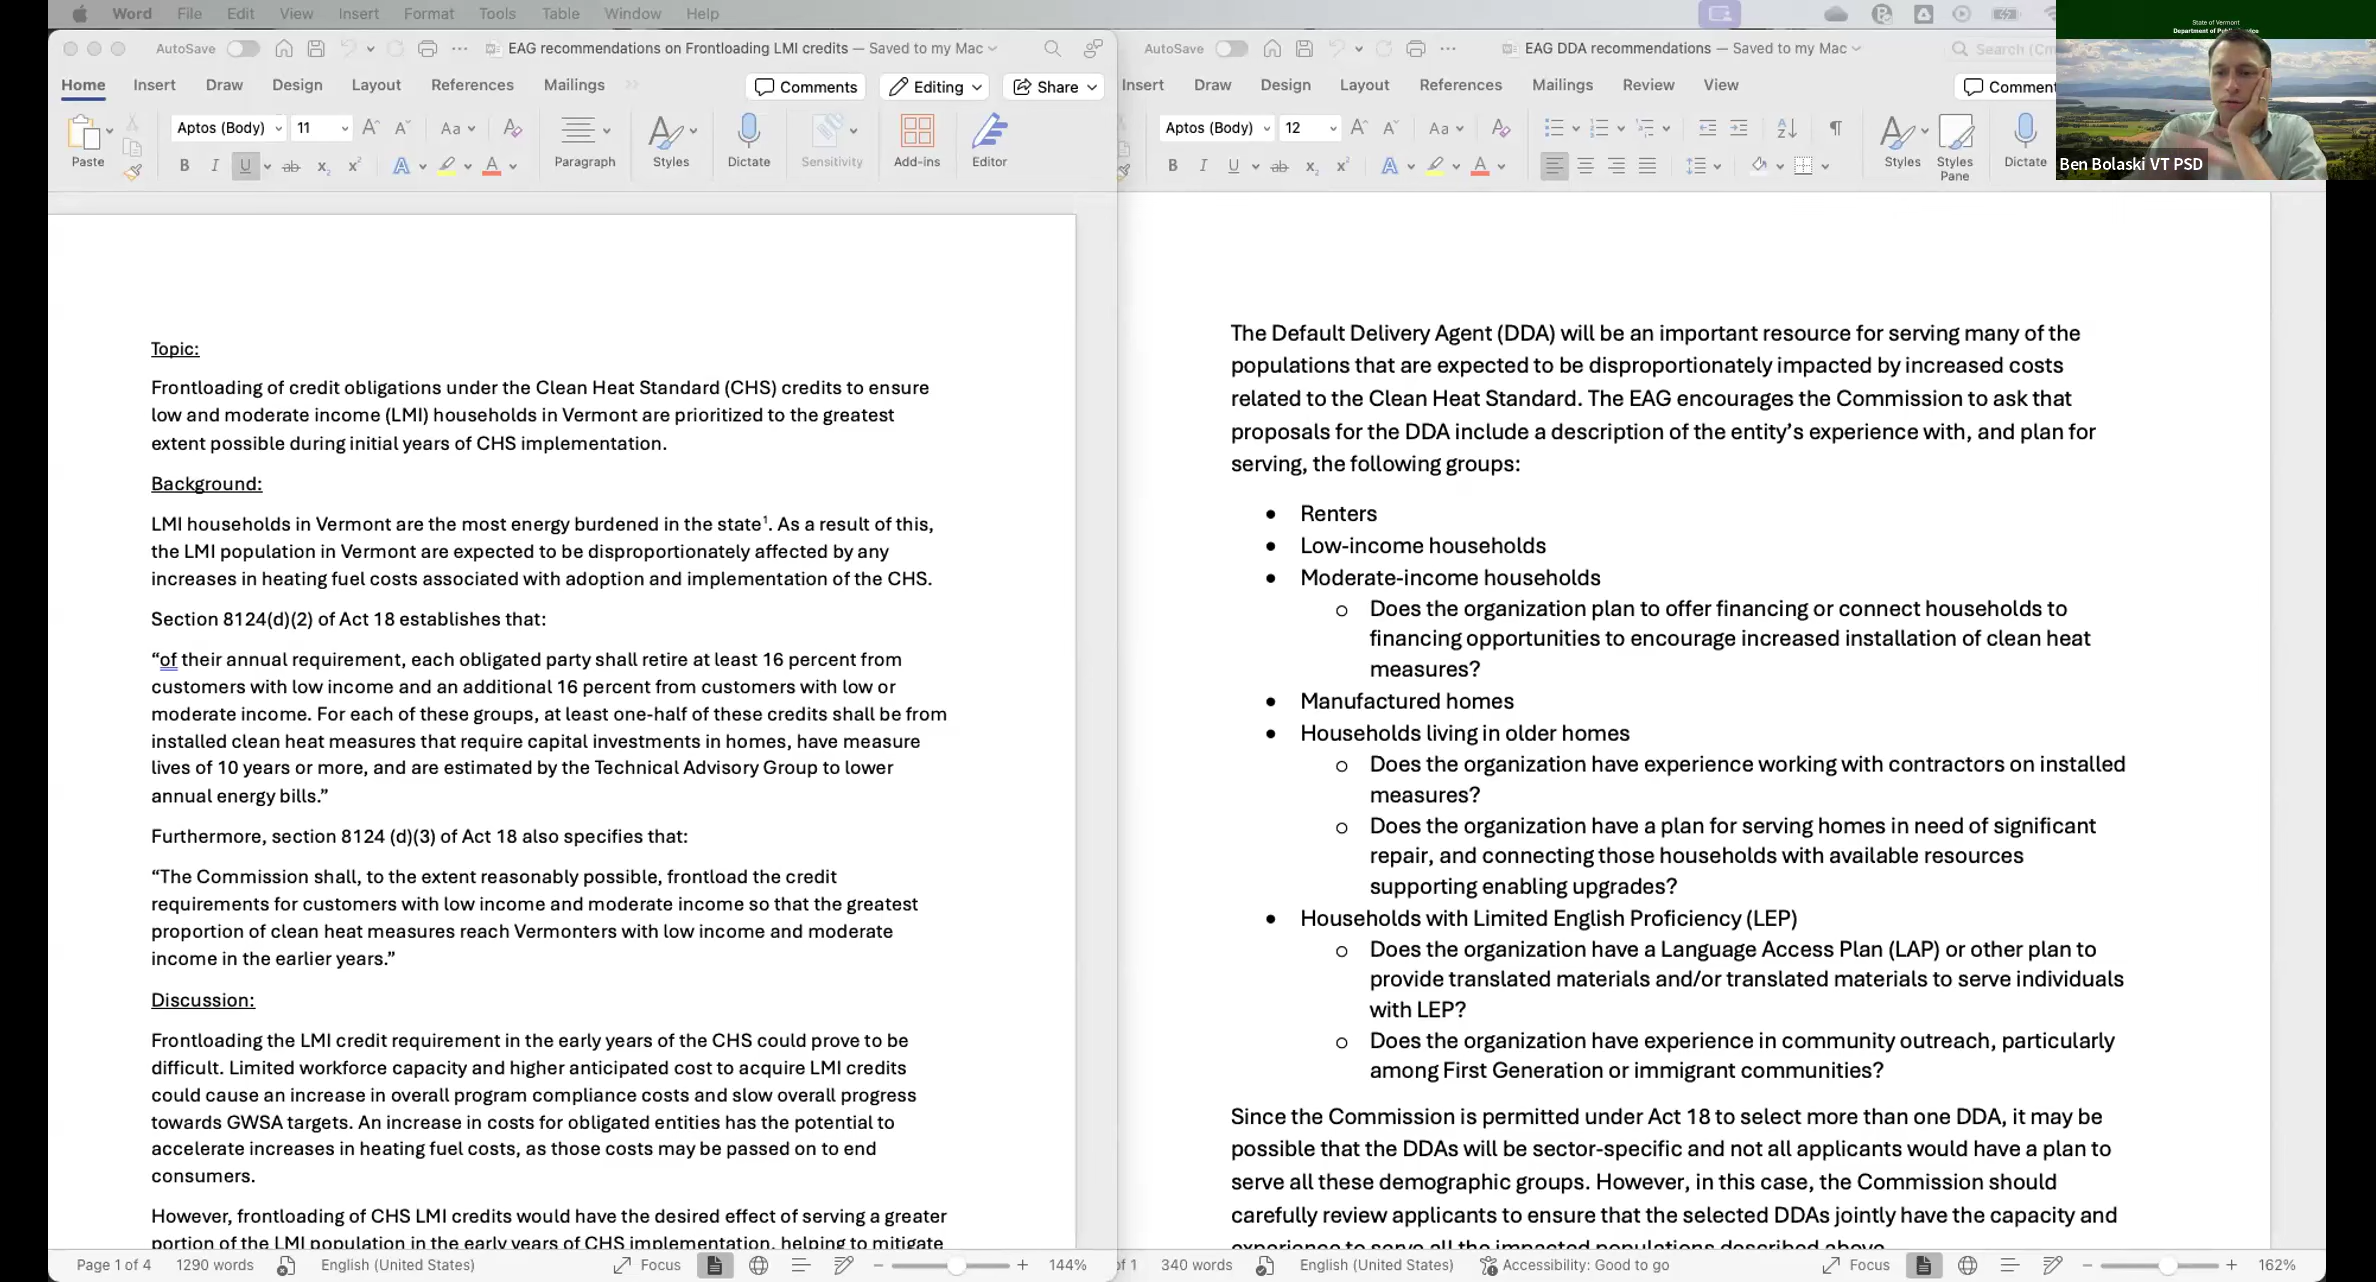 Word File Edit View Insert Format Tools Table Window Help
AutoSave EAG recommendations on Frontloading LMI credits — Saved to my Mac
Home Insert Draw Design Layout References Mailings Comments Editing Share
Aptos (Body) 11
Paste Paragraph Styles Dictate Sensitivity Add-ins Editor
Topic:
Frontloading of credit obligations under the Clean Heat Standard (CHS) credits to ensure
low and moderate income (LMI) households in Vermont are prioritized to the greatest
extent possible during initial years of CHS implementation.
Background:
LMI households in Vermont are the most energy burdened in the state¹. As a result of this,
the LMI population in Vermont are expected to be disproportionately affected by any
increases in heating fuel costs associated with adoption and implementation of the CHS.
Section 8124(d)(2) of Act 18 establishes that:
“of their annual requirement, each obligated party shall retire at least 16 percent from
customers with low income and an additional 16 percent from customers with low or
moderate income. For each of these groups, at least one-half of these credits shall be from
installed clean heat measures that require capital investments in homes, have measure
lives of 10 years or more, and are estimated by the Technical Advisory Group to lower
annual energy bills.”
Furthermore, section 8124 (d)(3) of Act 18 also specifies that:
“The Commission shall, to the extent reasonably possible, frontload the credit
requirements for customers with low income and moderate income so that the greatest
proportion of clean heat measures reach Vermonters with low income and moderate
income in the earlier years.”
Discussion:
Frontloading the LMI credit requirement in the early years of the CHS could prove to be
difficult. Limited workforce capacity and higher anticipated cost to acquire LMI credits
could cause an increase in overall program compliance costs and slow overall progress
towards GWSA targets. An increase in costs for obligated entities has the potential to
accelerate increases in heating fuel costs, as those costs may be passed on to end
consumers.
However, frontloading of CHS LMI credits would have the desired effect of serving a greater
portion of the LMI population in the early years of CHS implementation, helping to mitigate
Page 1 of 4 1290 words English (United States) Focus 144%
AutoSave EAG DDA recommendations — Saved to my Mac Search
Insert Draw Design Layout References Mailings Review View
Aptos (Body) 12
Styles Styles Pane Dictate
The Default Delivery Agent (DDA) will be an important resource for serving many of the
populations that are expected to be disproportionately impacted by increased costs
related to the Clean Heat Standard. The EAG encourages the Commission to ask that
proposals for the DDA include a description of the entity’s experience with, and plan for
serving, the following groups:
• Renters
• Low-income households
• Moderate-income households
o Does the organization plan to offer financing or connect households to
financing opportunities to encourage increased installation of clean heat
measures?
• Manufactured homes
• Households living in older homes
o Does the organization have experience working with contractors on installed
measures?
o Does the organization have a plan for serving homes in need of significant
repair, and connecting those households with available resources
supporting enabling upgrades?
• Households with Limited English Proficiency (LEP)
o Does the organization have a Language Access Plan (LAP) or other plan to
provide translated materials and/or translated materials to serve individuals
with LEP?
o Does the organization have experience in community outreach, particularly
among First Generation or immigrant communities?
Since the Commission is permitted under Act 18 to select more than one DDA, it may be
possible that the DDAs will be sector-specific and not all applicants would have a plan to
serve all these demographic groups. However, in this case, the Commission should
carefully review applicants to ensure that the selected DDAs jointly have the capacity and
experience to serve all the impacted populations described above.
of 1 340 words English (United States) Accessibility: Good to go Focus 162%
State of Vermont
Ben Bolaski VT PSD